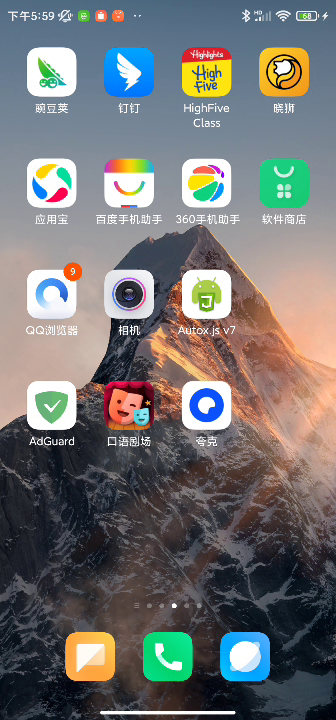 下午5:59
68
豌豆荚
钉钉
Highlights
High
Five
HighFive
Class
晓狮
应用宝
百度手机助手
360手机助手
软件商店
9
QQ浏览器
相机
Autox.js v7
AdGuard
口语剧场
夸克